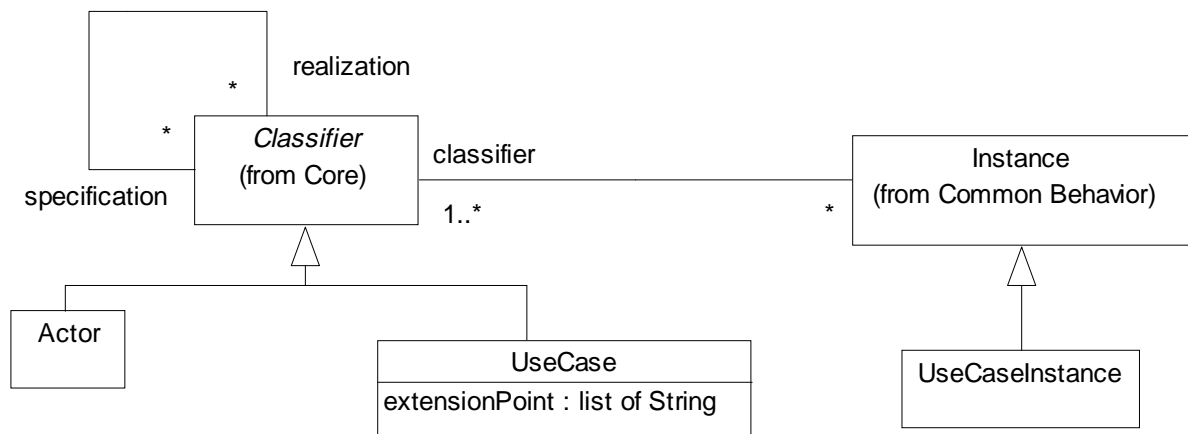 realization
*
*
Classifier
(from Core)
specification
classifier
1..*
*
Instance
(from Common Behavior)
Actor
UseCase
extensionPoint : list of String
UseCaseInstance